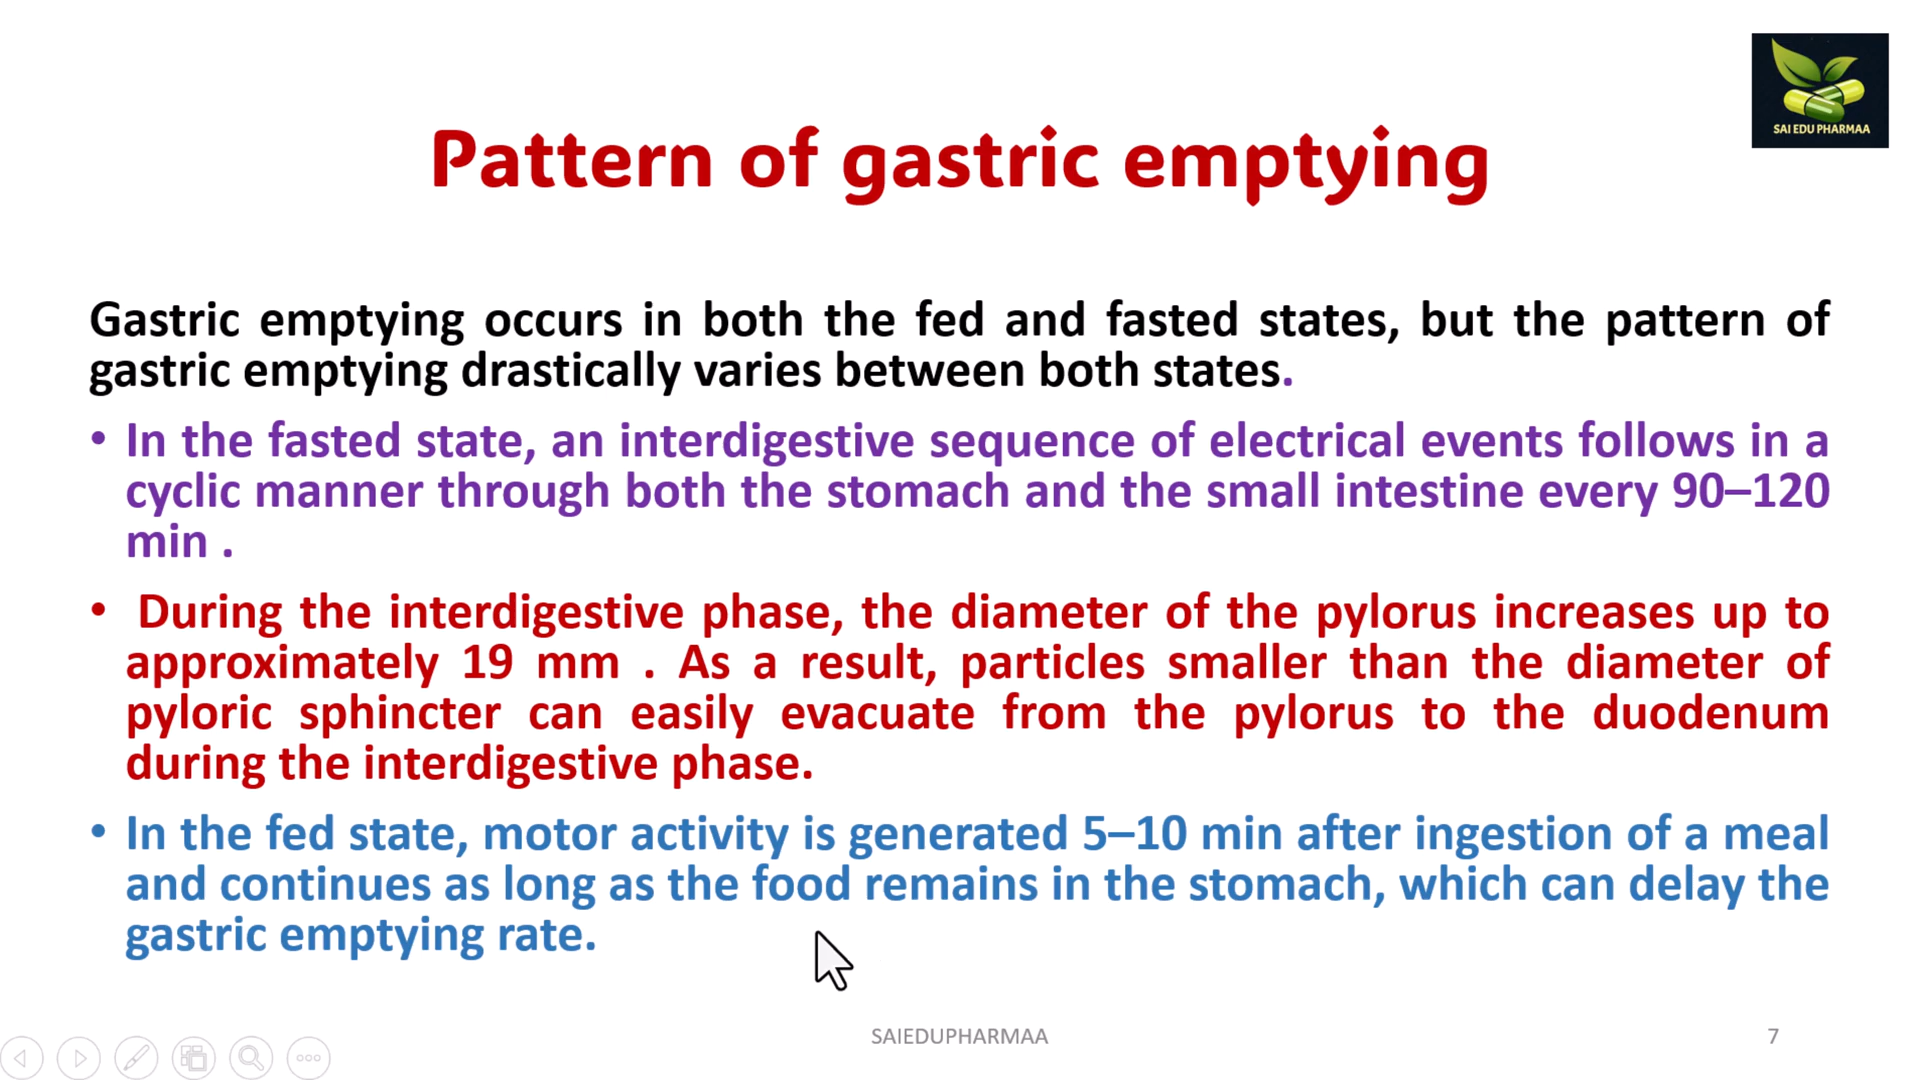 SAI EDU PHARMAA
Pattern of gastric emptying
Gastric emptying occurs in both the fed and fasted states, but the pattern of
gastric emptying drastically varies between both states.
• In the fasted state, an interdigestive sequence of electrical events follows in a
cyclic manner through both the stomach and the small intestine every 90–120
min .
• During the interdigestive phase, the diameter of the pylorus increases up to
approximately 19 mm . As a result, particles smaller than the diameter of
pyloric sphincter can easily evacuate from the pylorus to the duodenum
during the interdigestive phase.
• In the fed state, motor activity is generated 5–10 min after ingestion of a meal
and continues as long as the food remains in the stomach, which can delay the
gastric emptying rate.
SAIEDUPHARMAA
7